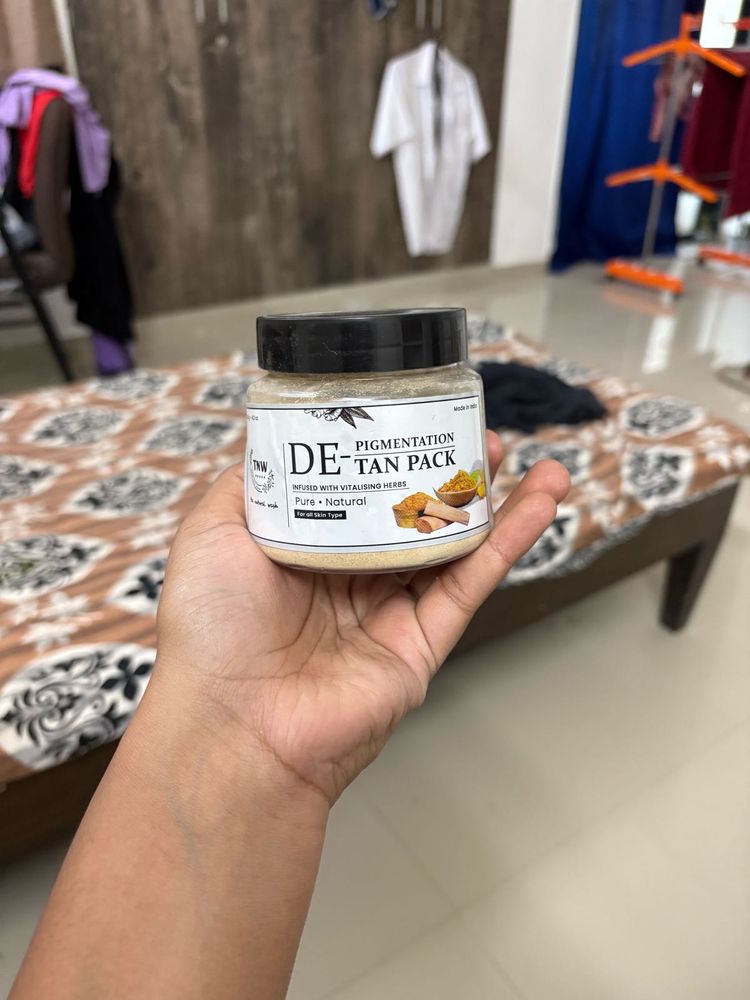 Made in India
DE-PIGMENTATION
TAN PACK
INFUSED WITH VITALISING HERBS
Pure • Natural
For all Skin Type
TNW